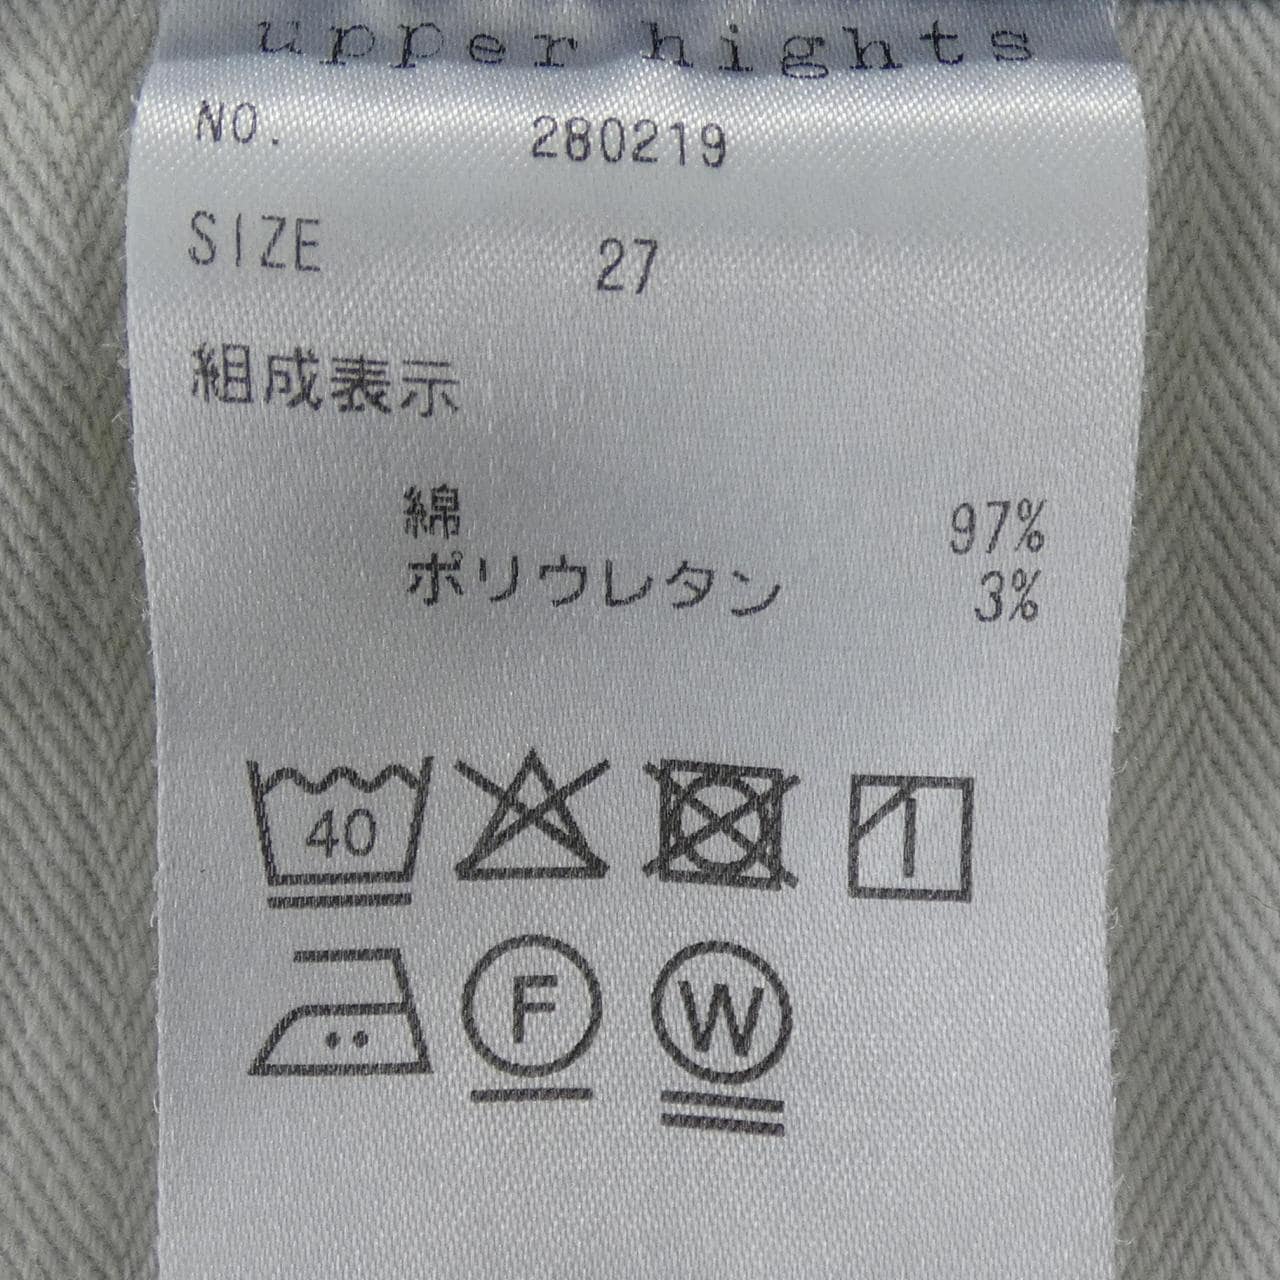 upper hights
NO. 280219
SIZE 27
組成表示
綿 97%
ポリウレタン 3%
40
F W